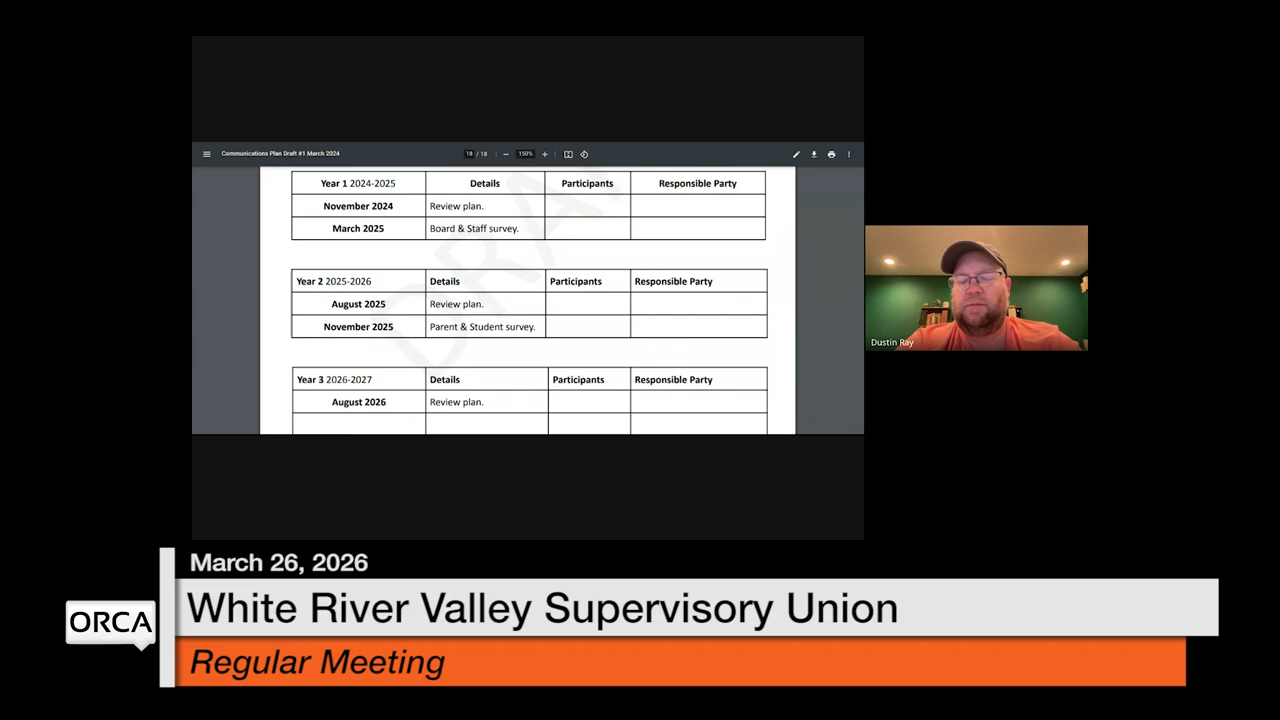 Communications Plan Draft #1 March 2024
18 / 18
150%
Year 1 2024-2025 Details Participants Responsible Party
November 2024 Review plan.
March 2025 Board & Staff survey.
Year 2 2025-2026 Details Participants Responsible Party
August 2025 Review plan.
November 2025 Parent & Student survey.
Year 3 2026-2027 Details Participants Responsible Party
August 2026 Review plan.
DRAFT
Dustin Ray
March 26, 2026
White River Valley Supervisory Union
ORCA
Regular Meeting